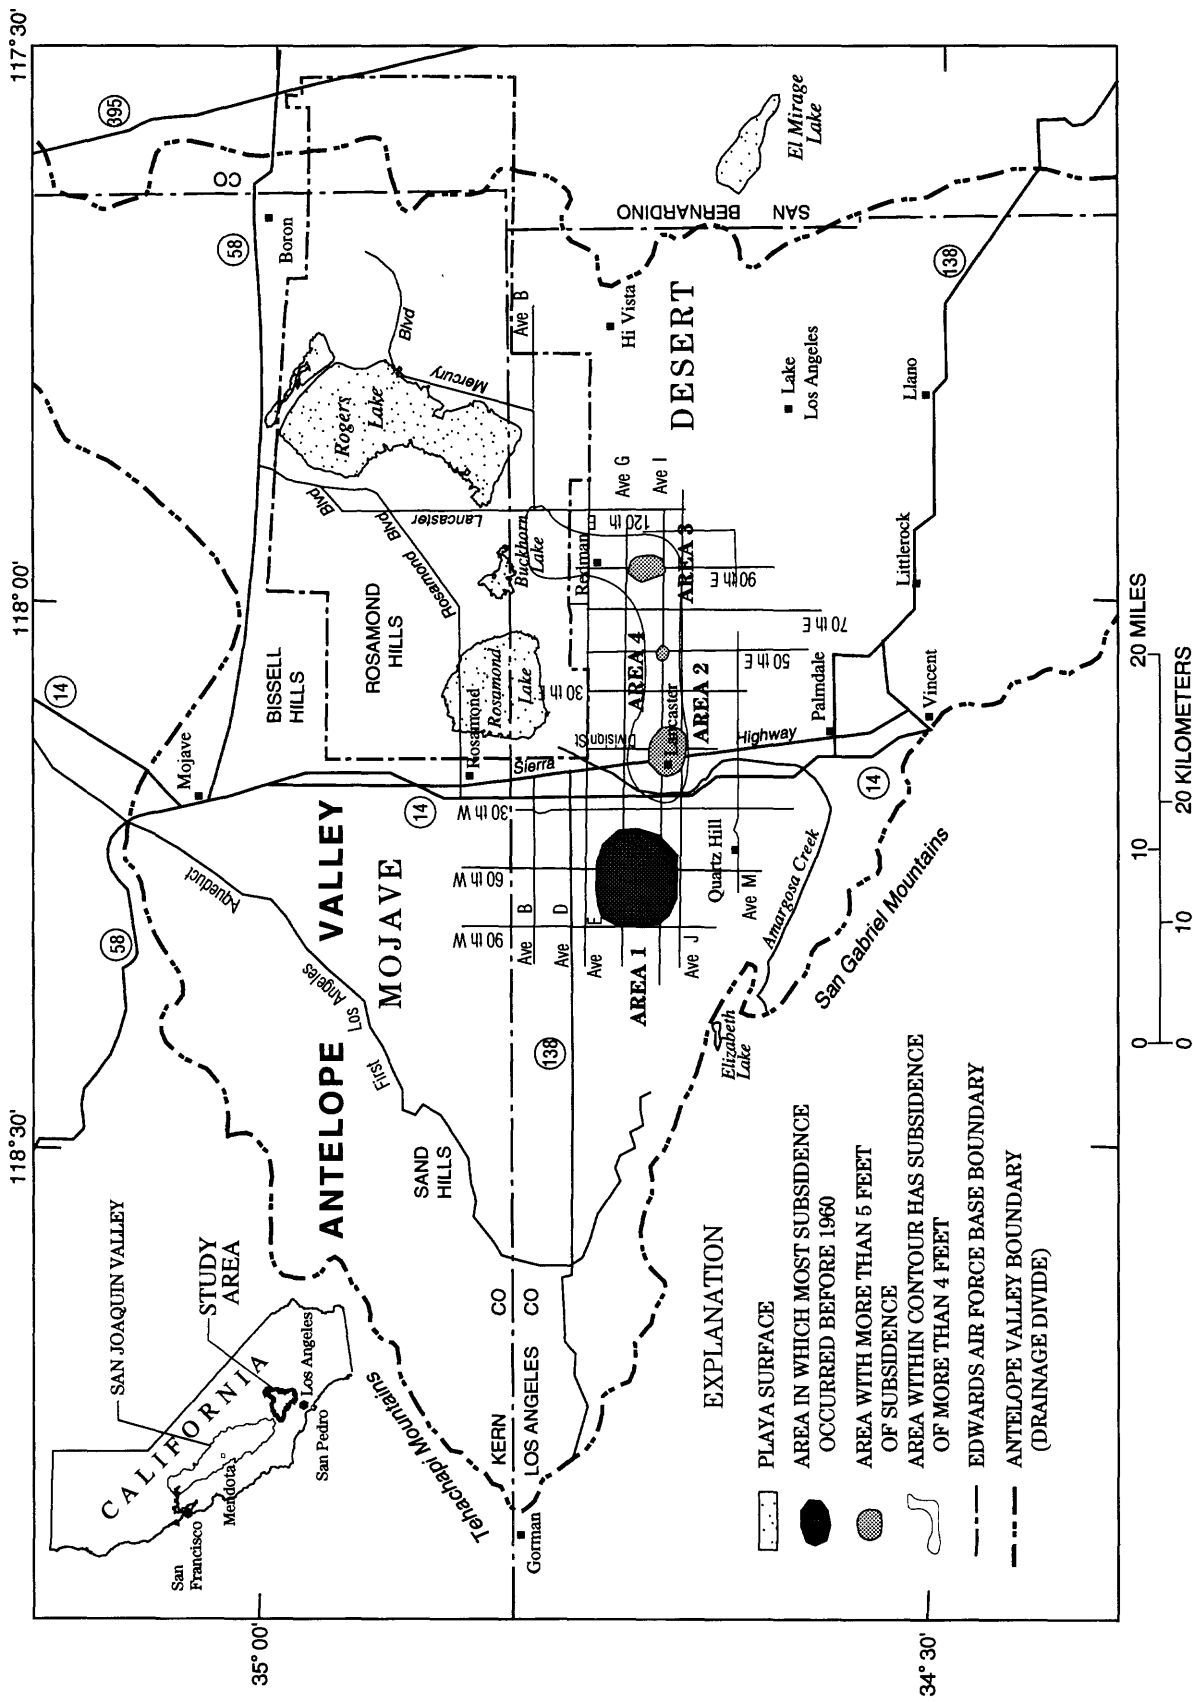 118°30'
118° 00'
117°30'
35° 00'
34° 30'
SAN JOAQUIN VALLEY
STUDY
AREA
CALIFORNIA
San
Francisco
Mendota
San Pedro
Los Angeles
58
14
395
58
CO
Mojave
Boron
BISSELL
HILLS
ROSAMOND
HILLS
Rogers
Lake
Blvd
Mercury
Blvd
Rosamond Blvd
Lancaster
ANTELOPE VALLEY
MOJAVE
DESERT
Aqueduct
Los Angeles
First
SAND
HILLS
Tehachapi Mountains
Gorman
KERN CO
LOS ANGELES CO
138
14
Rosamond
Rosamond
Lake
Buckhorn
Lake
Sierra
Highway
90 th W
60 th W
30 th W
Division St
30 th E
50 th E
70 th E
90 th E
120 th E
Redman
Ave B
Ave B
Ave D
Ave E
Ave G
Ave I
Ave J
Ave M
AREA 1
AREA 2
AREA 3
AREA 4
Lancaster
Quartz Hill
Palmdale
Vincent
Littlerock
Llano
Lake
Los Angeles
Hi Vista
SAN BERNARDINO
El Mirage
Lake
138
14
Amargosa Creek
Elizabeth
Lake
San Gabriel Mountains
EXPLANATION
PLAYA SURFACE
AREA IN WHICH MOST SUBSIDENCE
OCCURRED BEFORE 1960
AREA WITH MORE THAN 5 FEET
OF SUBSIDENCE
AREA WITHIN CONTOUR HAS SUBSIDENCE
OF MORE THAN 4 FEET
EDWARDS AIR FORCE BASE BOUNDARY
ANTELOPE VALLEY BOUNDARY
(DRAINAGE DIVIDE)
0 10 20 MILES
0 10 20 KILOMETERS